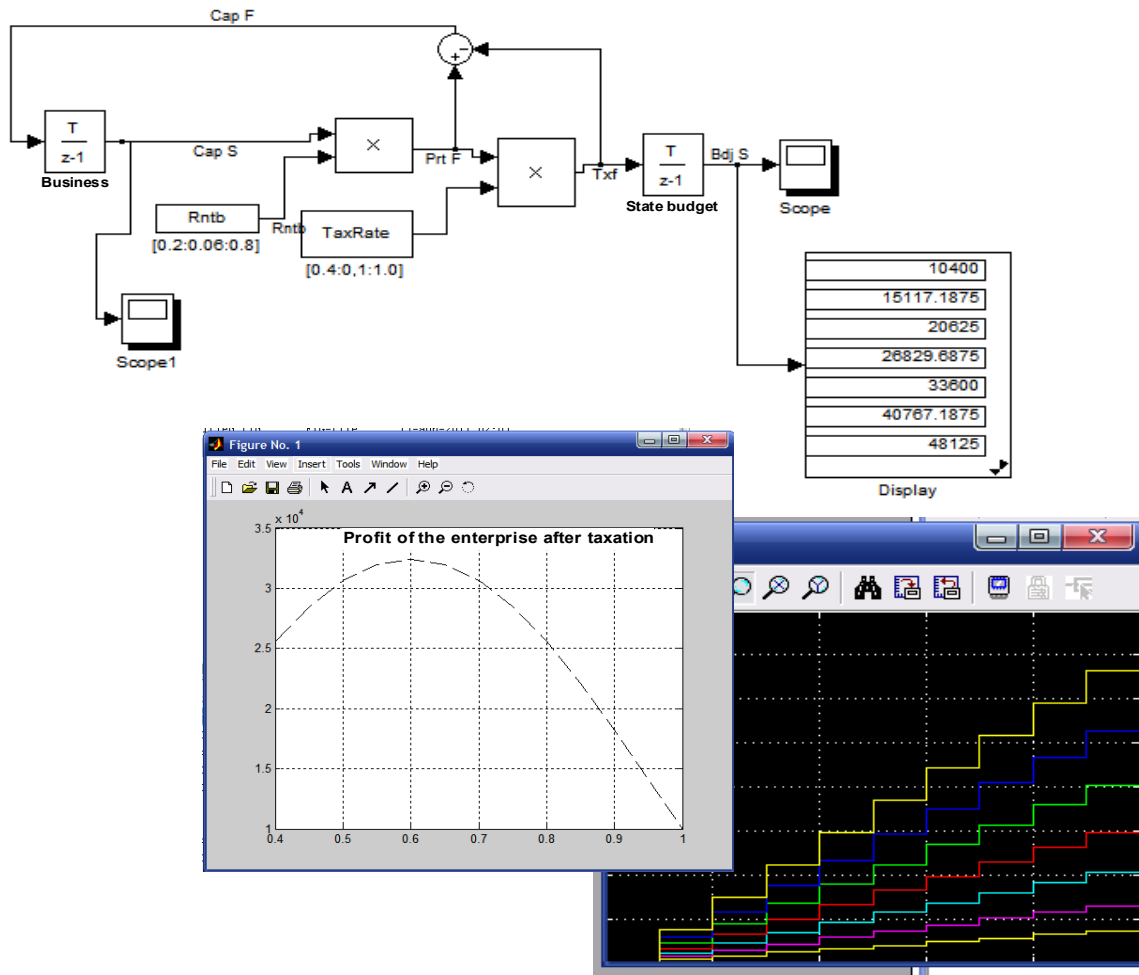 Cap F
-
+
T
z-1
Business
Cap S
×
Prt F
×
Txf
T
z-1
State budget
Bdj S
Scope
Rntb
Rntb
[0.2:0.06:0.8]
TaxRate
[0.4:0,1:1.0]
Scope1
10400
15117.1875
20625
26829.6875
33600
40767.1875
48125
Display
Figure No. 1
File Edit View Insert Tools Window Help
x 10^4
Profit of the enterprise after taxation
3.5
3
2.5
2
1.5
1
0.4 0.5 0.6 0.7 0.8 0.9 1